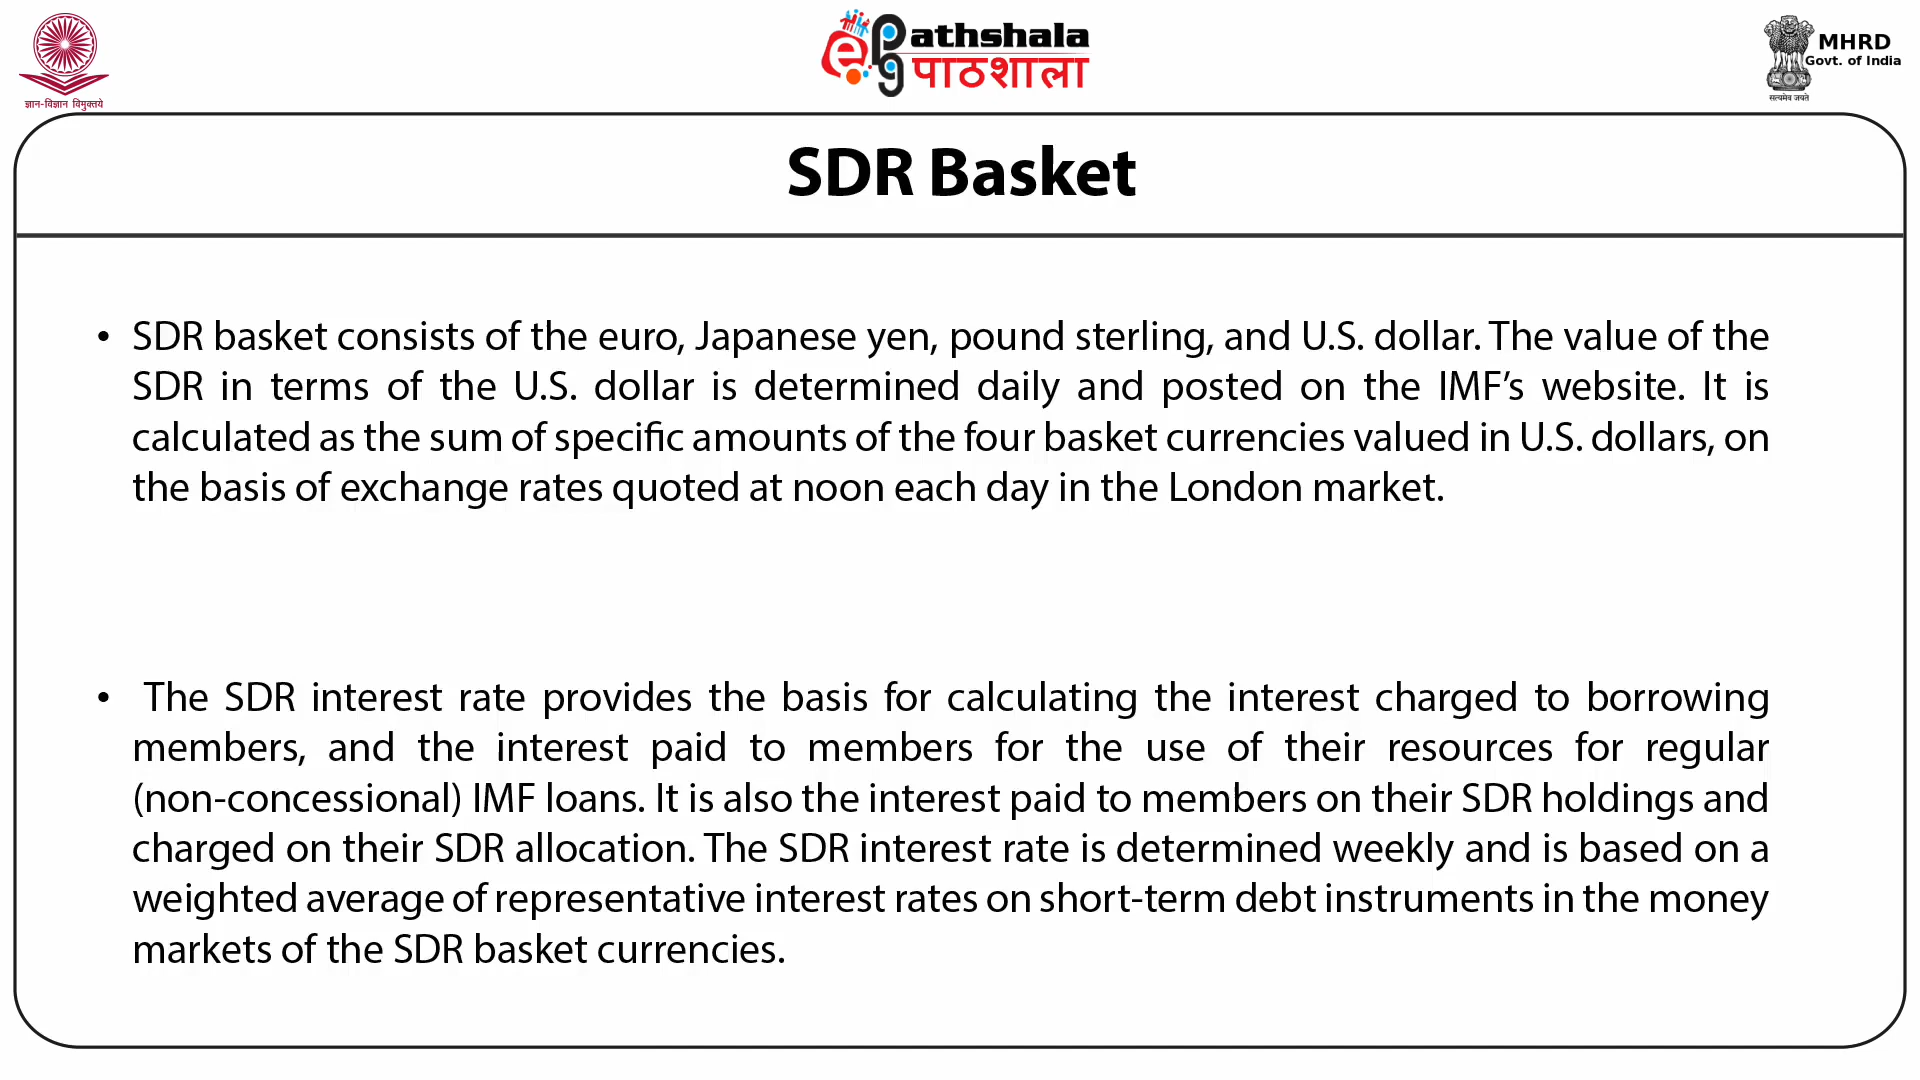 ज्ञान-विज्ञान विमुक्तये
ePathshala
पाठशाला
MHRD
Govt. of India
सत्यमेव जयते
SDR Basket
• SDR basket consists of the euro, Japanese yen, pound sterling, and U.S. dollar. The value of the
SDR in terms of the U.S. dollar is determined daily and posted on the IMF’s website. It is
calculated as the sum of specific amounts of the four basket currencies valued in U.S. dollars, on
the basis of exchange rates quoted at noon each day in the London market.
• The SDR interest rate provides the basis for calculating the interest charged to borrowing
members, and the interest paid to members for the use of their resources for regular
(non-concessional) IMF loans. It is also the interest paid to members on their SDR holdings and
charged on their SDR allocation. The SDR interest rate is determined weekly and is based on a
weighted average of representative interest rates on short-term debt instruments in the money
markets of the SDR basket currencies.